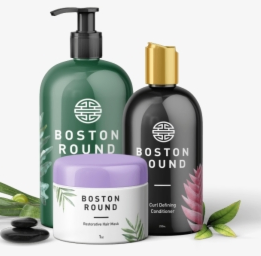 BOSTON
ROUND
BOSTON
ROUND
Curl Defining
Conditioner
BOSTON
ROUND
Restorative Hair Mask